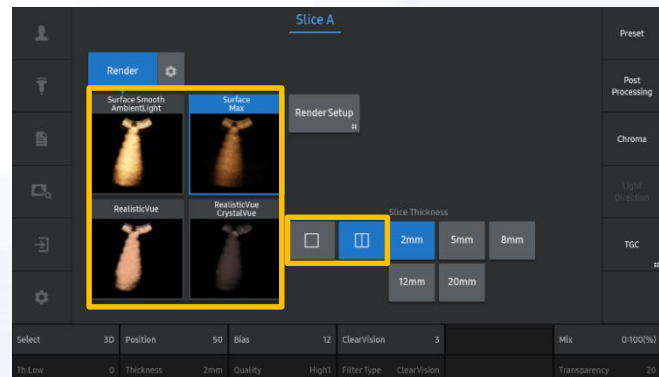 Slice A
Preset
Render
Post
Processing
Surface Smooth
AmbientLight
Surface
Max
Render Setup
Chroma
Light
Direction
RealisticVue
RealisticVue
CrystalVue
Slice Thickness
2mm 5mm 8mm
TGC
12mm 20mm
Select 3D Position 50 Bias 12 ClearVision 3 Mix 0:100(%)
Th.Low 0 Thickness 2mm Quality High1 Filter Type ClearVision Transparency 20